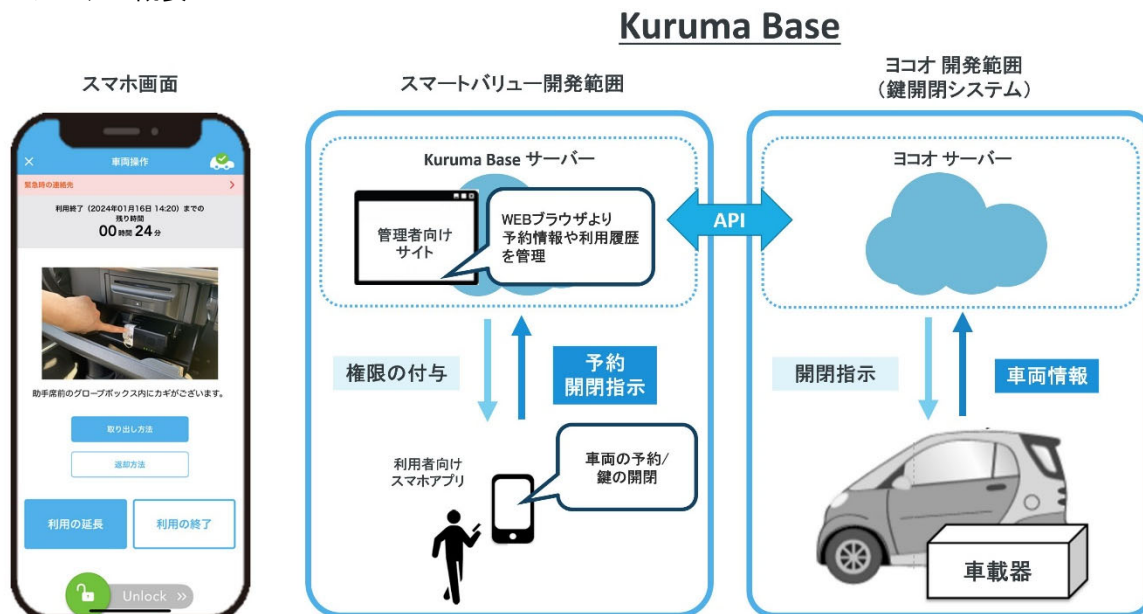 Kuruma Base
スマホ画面
スマートバリュー開発範囲
ヨコオ 開発範囲
（鍵開閉システム）
車両操作
緊急時の連絡先
利用終了（2024年01月16日 14:20）までの
残り時間
00時間 24分
助手席前のグローブボックス内にカギがございます。
取り出し方法
返却方法
利用の延長
利用の終了
Unlock »
Kuruma Base サーバー
管理者向け
サイト
WEBブラウザより
予約情報や利用履歴
を管理
権限の付与
予約
開閉指示
利用者向け
スマホアプリ
車両の予約/
鍵の開閉
API
ヨコオ サーバー
開閉指示
車両情報
車載器